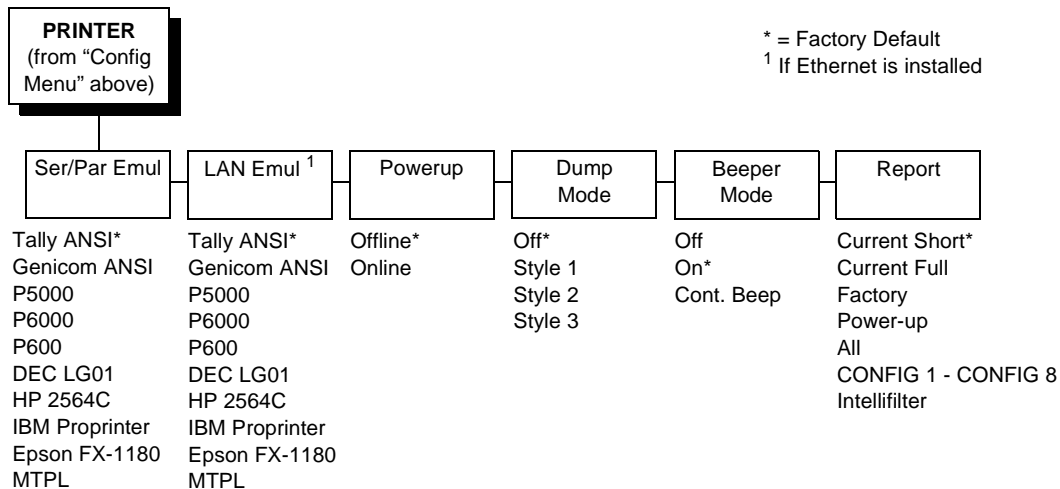 PRINTER
(from “Config
Menu” above)
* = Factory Default
1 If Ethernet is installed
Ser/Par Emul
LAN Emul 1
Powerup
Dump
Mode
Beeper
Mode
Report
Tally ANSI*
Genicom ANSI
P5000
P6000
P600
DEC LG01
HP 2564C
IBM Proprinter
Epson FX-1180
MTPL
Tally ANSI*
Genicom ANSI
P5000
P6000
P600
DEC LG01
HP 2564C
IBM Proprinter
Epson FX-1180
MTPL
Offline*
Online
Off*
Style 1
Style 2
Style 3
Off
On*
Cont. Beep
Current Short*
Current Full
Factory
Power-up
All
CONFIG 1 - CONFIG 8
Intellifilter